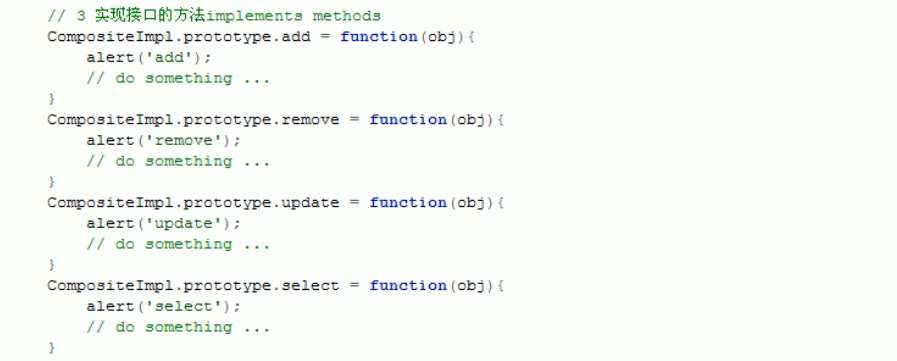 // 3 实现接口的方法implements methods
CompositeImpl.prototype.add = function(obj){
    alert('add');
    // do something ...
}
CompositeImpl.prototype.remove = function(obj){
    alert('remove');
    // do something ...
}
CompositeImpl.prototype.update = function(obj){
    alert('update');
    // do something ...
}
CompositeImpl.prototype.select = function(obj){
    alert('select');
    // do something ...
}